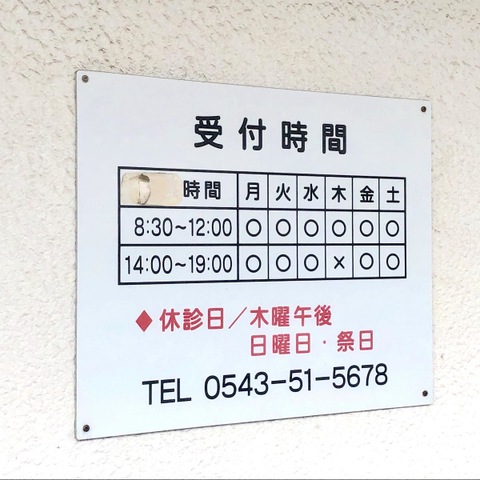 受付時間
時間 月 火 水 木 金 土
8:30~12:00 ○ ○ ○ ○ ○ ○
14:00~19:00 ○ ○ ○ × ○ ○
◆休診日/木曜午後
日曜日・祭日
TEL 0543-51-5678